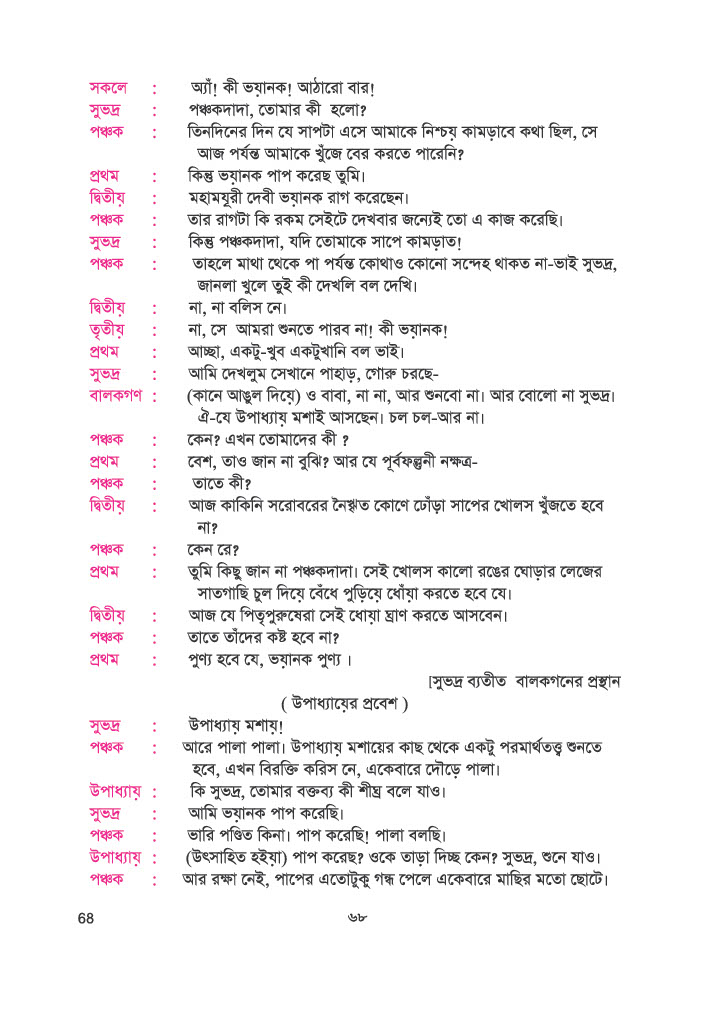 সকলে : অ্যাঁ! কী ভয়ানক! আঠারো বার!
সুভদ্র : পঞ্চকদাদা, তোমার কী হলো?
পঞ্চক : তিনদিনের দিন যে সাপটা এসে আমাকে নিশ্চয় কামড়াবে কথা ছিল, সে
আজ পর্যন্ত আমাকে খুঁজে বের করতে পারেনি?
প্রথম : কিন্তু ভয়ানক পাপ করেছ তুমি।
দ্বিতীয় : মহাময়ূরী দেবী ভয়ানক রাগ করেছেন।
পঞ্চক : তার রাগটা কি রকম সেইটে দেখবার জন্যেই তো এ কাজ করেছি।
সুভদ্র : কিন্তু পঞ্চকদাদা, যদি তোমাকে সাপে কামড়াত!
পঞ্চক : তাহলে মাথা থেকে পা পর্যন্ত কোথাও কোনো সন্দেহ থাকত না-ভাই সুভদ্র,
জানলা খুলে তুই কী দেখলি বল দেখি।
দ্বিতীয় : না, না বলিস নে।
তৃতীয় : না, সে আমরা শুনতে পারব না! কী ভয়ানক!
প্রথম : আচ্ছা, একটু-খুব একটুখানি বল ভাই।
সুভদ্র : আমি দেখলুম সেখানে পাহাড়, গোরু চরছে-
বালকগণ : (কানে আঙুল দিয়ে) ও বাবা, না না, আর শুনবো না। আর বোলো না সুভদ্র।
ঐ-যে উপাধ্যায় মশাই আসছেন। চল চল-আর না।
পঞ্চক : কেন? এখন তোমাদের কী ?
প্রথম : বেশ, তাও জান না বুঝি? আর যে পূর্বফল্গুনী নক্ষত্র-
পঞ্চক : তাতে কী?
দ্বিতীয় : আজ কাকিনি সরোবরের নৈঋত কোণে ঢোঁড়া সাপের খোলস খুঁজতে হবে
না?
পঞ্চক : কেন রে?
প্রথম : তুমি কিছু জান না পঞ্চকদাদা। সেই খোলস কালো রঙের ঘোড়ার লেজের
সাতগাছি চুল দিয়ে বেঁধে পুড়িয়ে ধোঁয়া করতে হবে যে।
দ্বিতীয় : আজ যে পিতৃপুরুষেরা সেই ধোয়া ঘ্রাণ করতে আসবেন।
পঞ্চক : তাতে তাঁদের কষ্ট হবে না?
প্রথম : পুণ্য হবে যে, ভয়ানক পুণ্য ।
[সুভদ্র ব্যতীত বালকগনের প্রস্থান
( উপাধ্যায়ের প্রবেশ )
সুভদ্র : উপাধ্যায় মশায়!
পঞ্চক : আরে পালা পালা। উপাধ্যায় মশায়ের কাছ থেকে একটু পরমার্থতত্ত্ব শুনতে
হবে, এখন বিরক্তি করিস নে, একেবারে দৌড়ে পালা।
উপাধ্যায় : কি সুভদ্র, তোমার বক্তব্য কী শীঘ্র বলে যাও।
সুভদ্র : আমি ভয়ানক পাপ করেছি।
পঞ্চক : ভারি পণ্ডিত কিনা। পাপ করেছি! পালা বলছি।
উপাধ্যায় : (উৎসাহিত হইয়া) পাপ করেছ? ওকে তাড়া দিচ্ছ কেন? সুভদ্র, শুনে যাও।
পঞ্চক : আর রক্ষা নেই, পাপের এতোটুকু গন্ধ পেলে একেবারে মাছির মতো ছোটে।
68 ৬৮